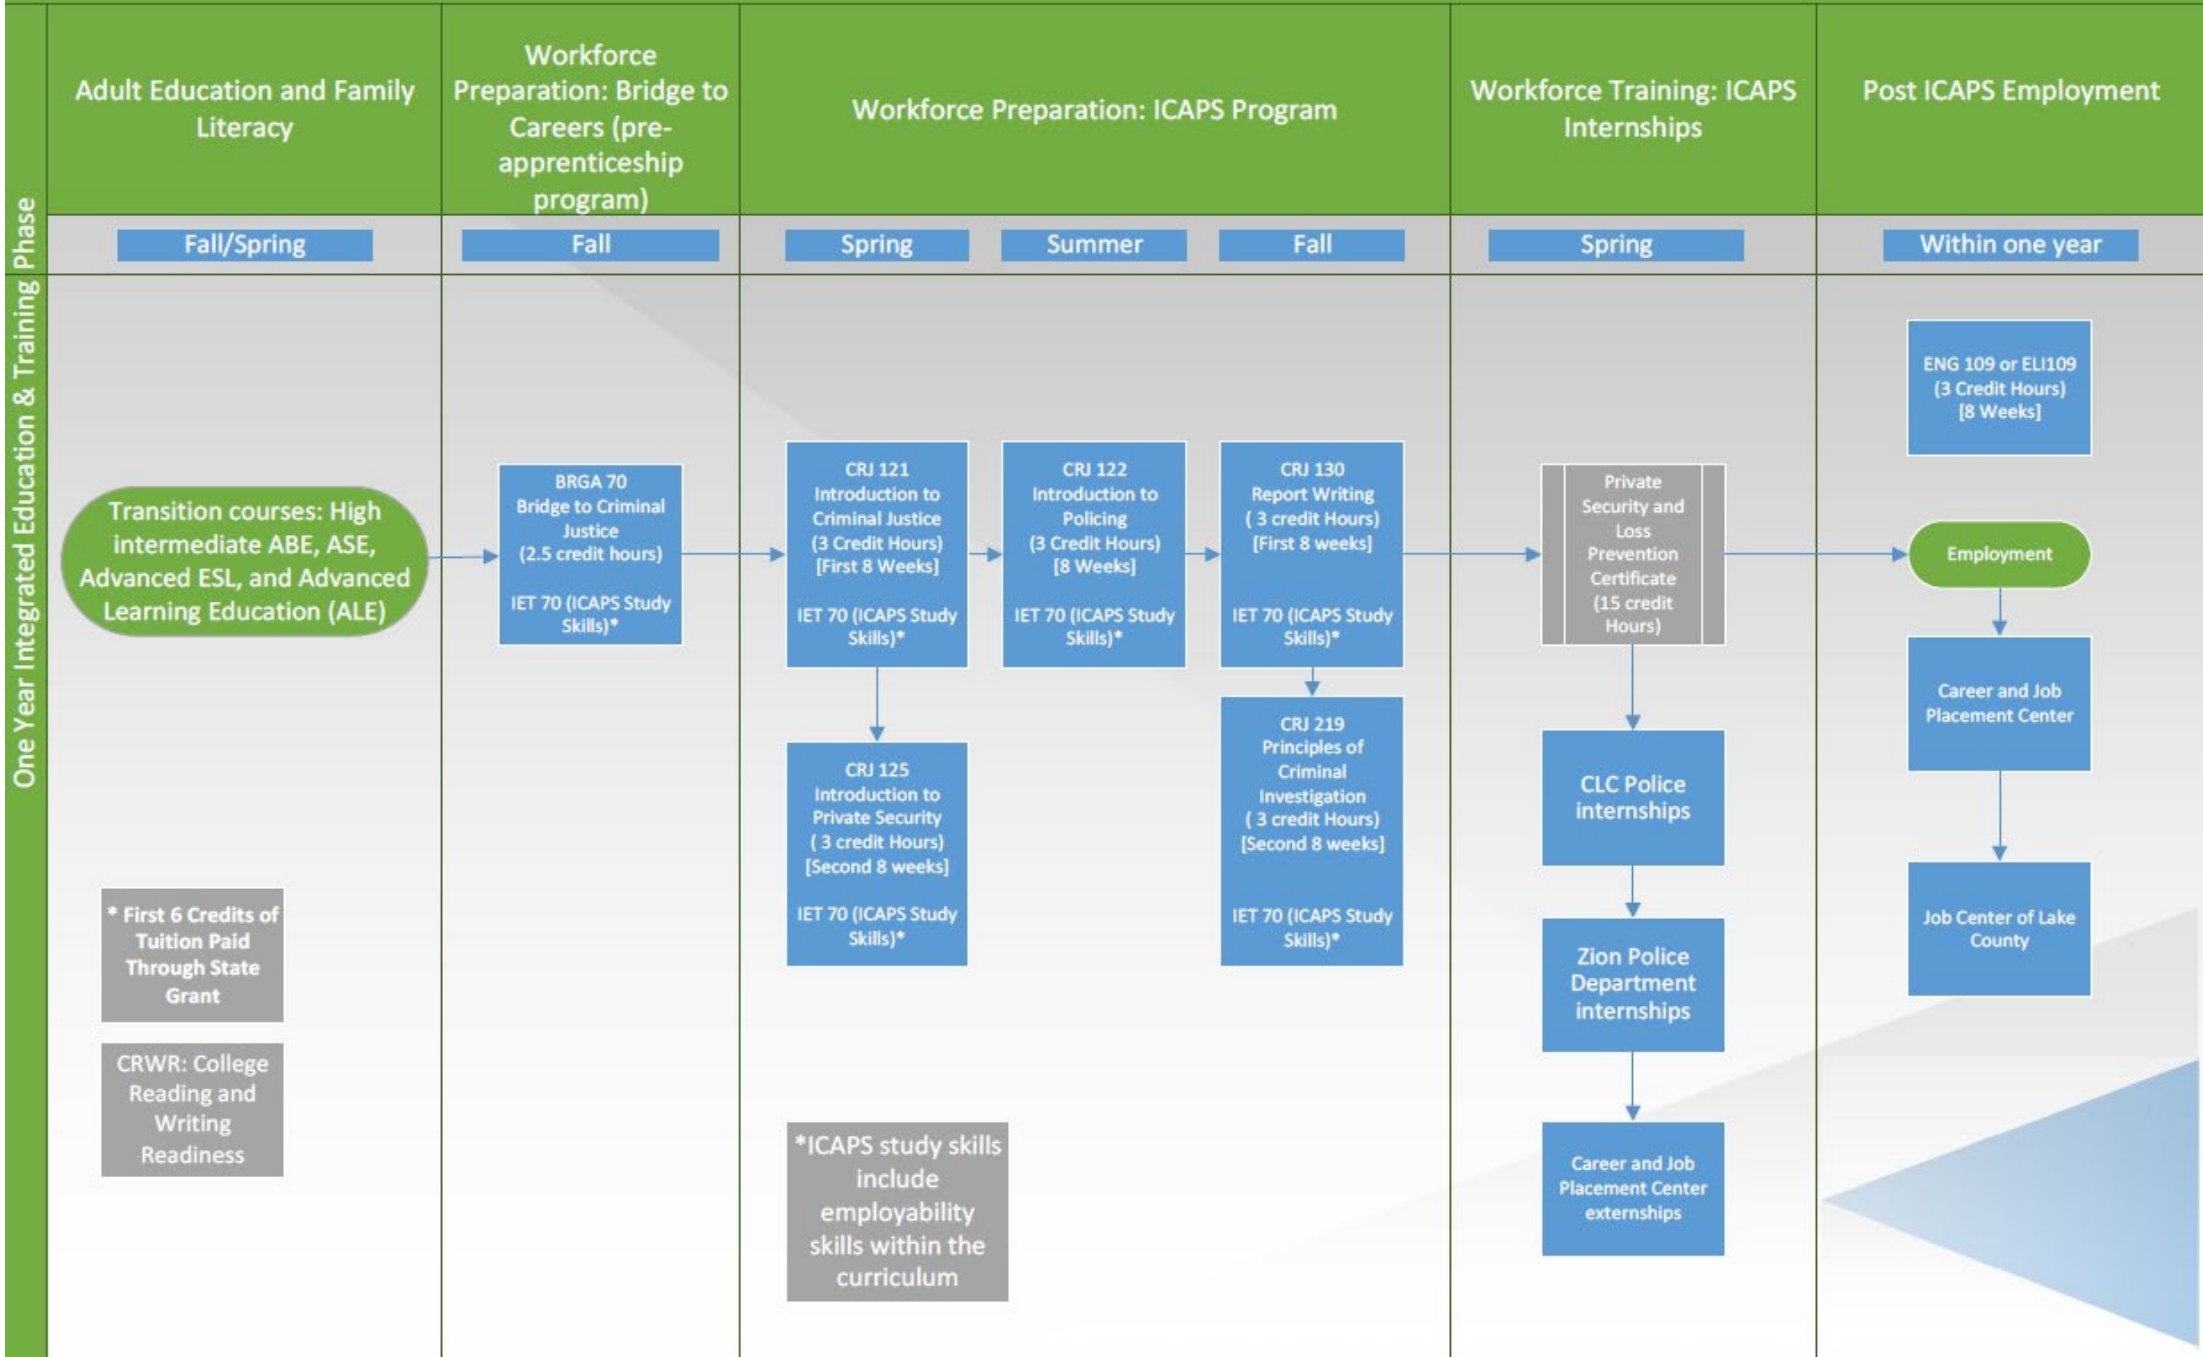 One Year Integrated Education & Training Phase
Adult Education and Family
Literacy
Workforce
Preparation: Bridge to
Careers (pre-
apprenticeship
program)
Workforce Preparation: ICAPS Program
Workforce Training: ICAPS
Internships
Post ICAPS Employment
Fall/Spring
Fall
Spring
Summer
Fall
Spring
Within one year
Transition courses: High
intermediate ABE, ASE,
Advanced ESL, and Advanced
Learning Education (ALE)
* First 6 Credits of
Tuition Paid
Through State
Grant
CRWR: College
Reading and
Writing
Readiness
BRGA 70
Bridge to Criminal
Justice
(2.5 credit hours)
IET 70 (ICAPS Study
Skills)*
CRJ 121
Introduction to
Criminal Justice
(3 Credit Hours)
[First 8 Weeks]
IET 70 (ICAPS Study
Skills)*
CRJ 125
Introduction to
Private Security
( 3 credit Hours)
[Second 8 weeks]
IET 70 (ICAPS Study
Skills)*
*ICAPS study skills
include
employability
skills within the
curriculum
CRJ 122
Introduction to
Policing
(3 Credit Hours)
[8 Weeks]
IET 70 (ICAPS Study
Skills)*
CRJ 130
Report Writing
( 3 credit Hours)
[First 8 weeks]
IET 70 (ICAPS Study
Skills)*
CRJ 219
Principles of
Criminal
Investigation
( 3 credit Hours)
[Second 8 weeks]
IET 70 (ICAPS Study
Skills)*
Private
Security and
Loss
Prevention
Certificate
(15 credit
Hours)
CLC Police
internships
Zion Police
Department
internships
Career and Job
Placement Center
externships
ENG 109 or ELI109
(3 Credit Hours)
[8 Weeks]
Employment
Career and Job
Placement Center
Job Center of Lake
County